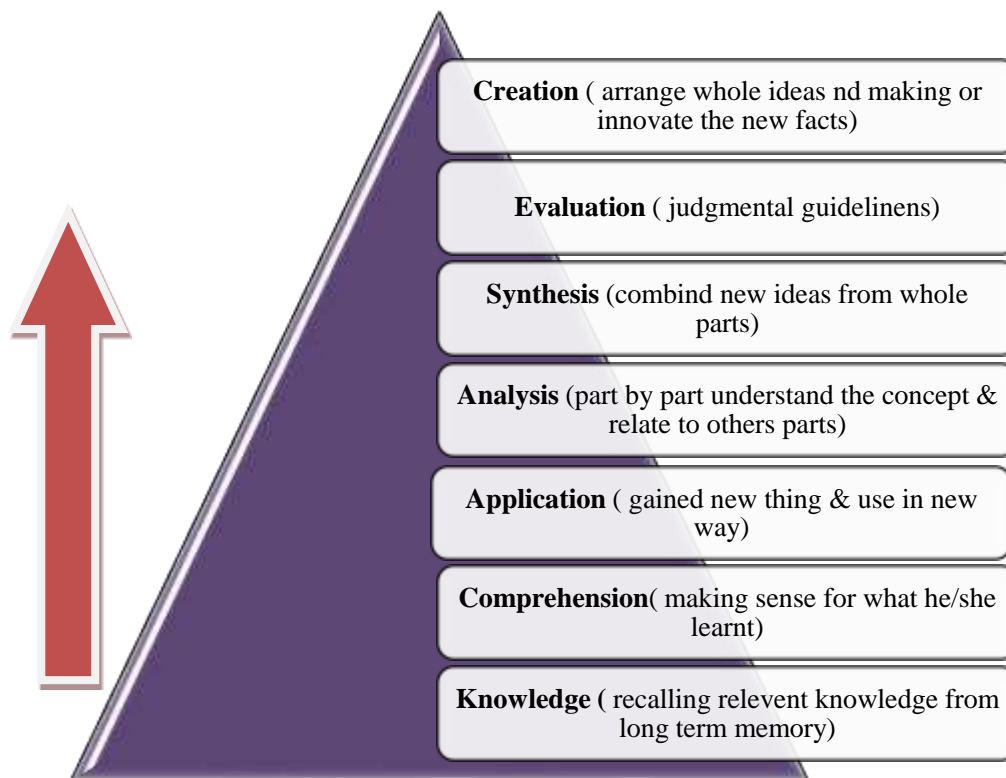 Creation ( arrange whole ideas nd making or
innovate the new facts)
Evaluation ( judgmental guidelinens)
Synthesis (combind new ideas from whole
parts)
Analysis (part by part understand the concept &
relate to others parts)
Application ( gained new thing & use in new
way)
Comprehension( making sense for what he/she
learnt)
Knowledge ( recalling relevent knowledge from
long term memory)